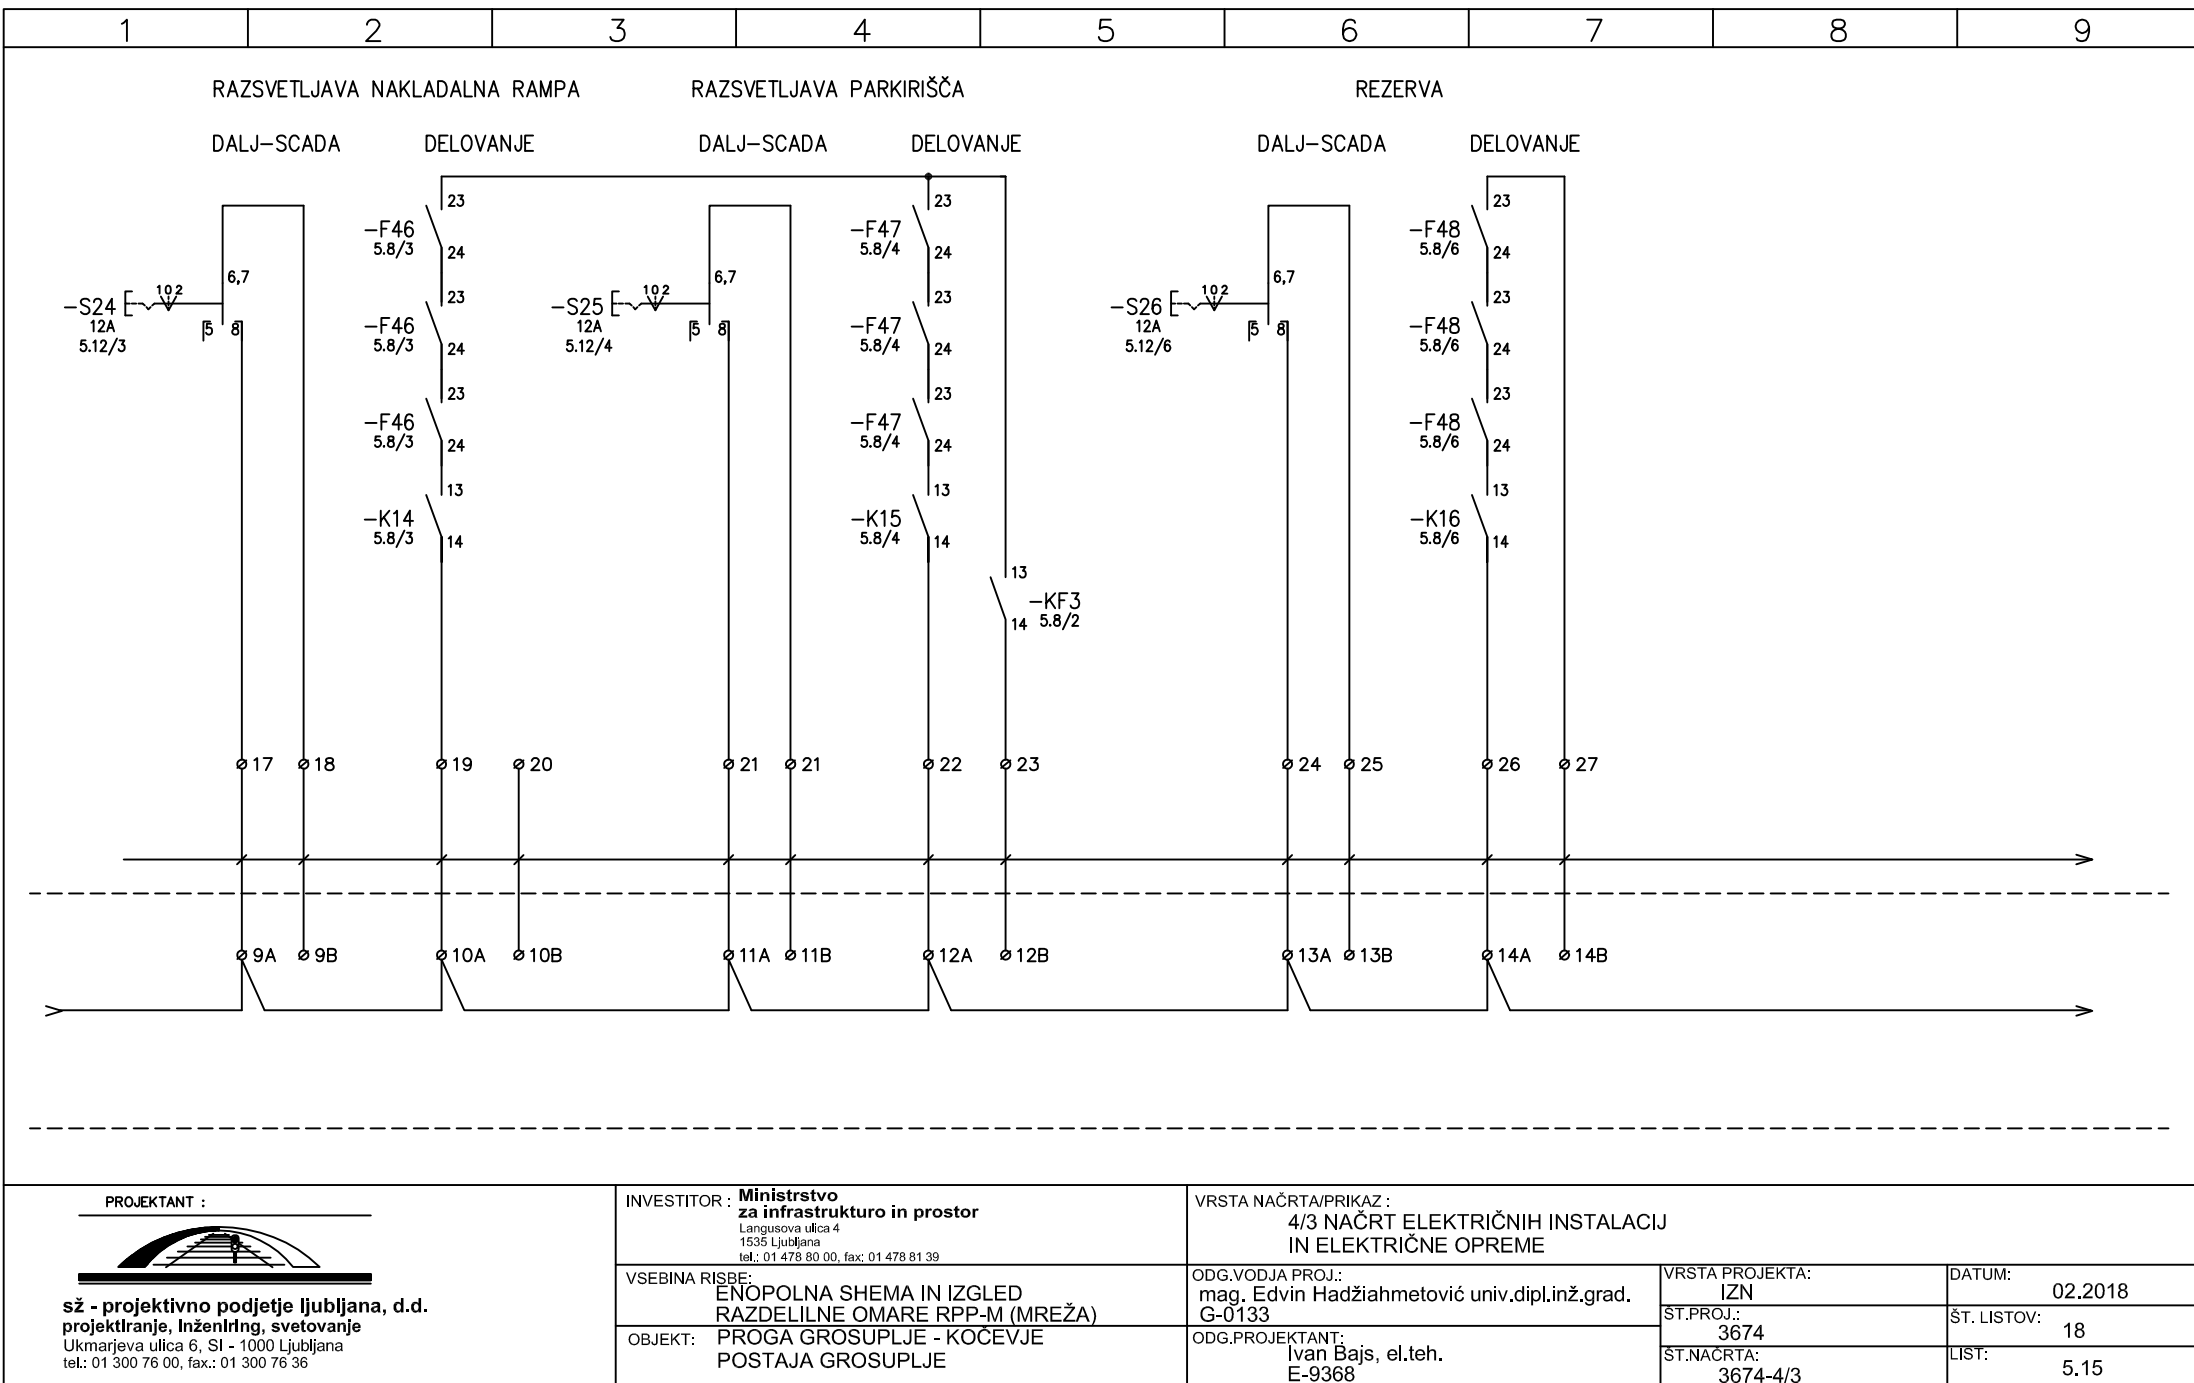 1 2 3 4 5 6 7 8 9
RAZSVETLJAVA NAKLADALNA RAMPA RAZSVETLJAVA PARKIRIŠČA REZERVA
DALJ-SCADA DELOVANJE DALJ-SCADA DELOVANJE DALJ-SCADA DELOVANJE
23 23 23
-F46 -F47 -F48
5.8/3 24 5.8/4 24 5.8/6 24
6,7 6,7 6,7
102 23 102 23 102 23
-S24 -S25 -S26
12A 5 8 12A 5 8 12A 5 8
5.12/3 5.12/4 5.12/6
-F46 -F47 -F48
5.8/3 24 5.8/4 24 5.8/6 24
23 23 23
-F46 -F47 -F48
5.8/3 24 5.8/4 24 5.8/6 24
13 13 13
-K14 -K15 -K16
5.8/3 14 5.8/4 14 5.8/6 14
13
-KF3
14 5.8/2
17 18 19 20 21 21 22 23 24 25 26 27
9A 9B 10A 10B 11A 11B 12A 12B 13A 13B 14A 14B
PROJEKTANT :
sž - projektivno podjetje ljubljana, d.d.
projektiranje, inženiring, svetovanje
Ukmarjeva ulica 6, SI - 1000 Ljubljana
tel.: 01 300 76 00, fax.: 01 300 76 36
INVESTITOR : Ministrstvo
za infrastrukturo in prostor
Langusova ulica 4
1535 Ljubljana
tel.: 01 478 80 00, fax: 01 478 81 39
VSEBINA RISBE:
ENOPOLNA SHEMA IN IZGLED
RAZDELILNE OMARE RPP-M (MREŽA)
OBJEKT: PROGA GROSUPLJE - KOČEVJE
POSTAJA GROSUPLJE
VRSTA NAČRTA/PRIKAZ :
4/3 NAČRT ELEKTRIČNIH INSTALACIJ
IN ELEKTRIČNE OPREME
ODG.VODJA PROJ.:
mag. Edvin Hadžiahmetović univ.dipl.inž.grad.
G-0133
ODG.PROJEKTANT:
Ivan Bajs, el.teh.
E-9368
VRSTA PROJEKTA:
IZN
ŠT.PROJ.:
3674
ŠT.NAČRTA:
3674-4/3
DATUM:
02.2018
ŠT. LISTOV:
18
LIST:
5.15